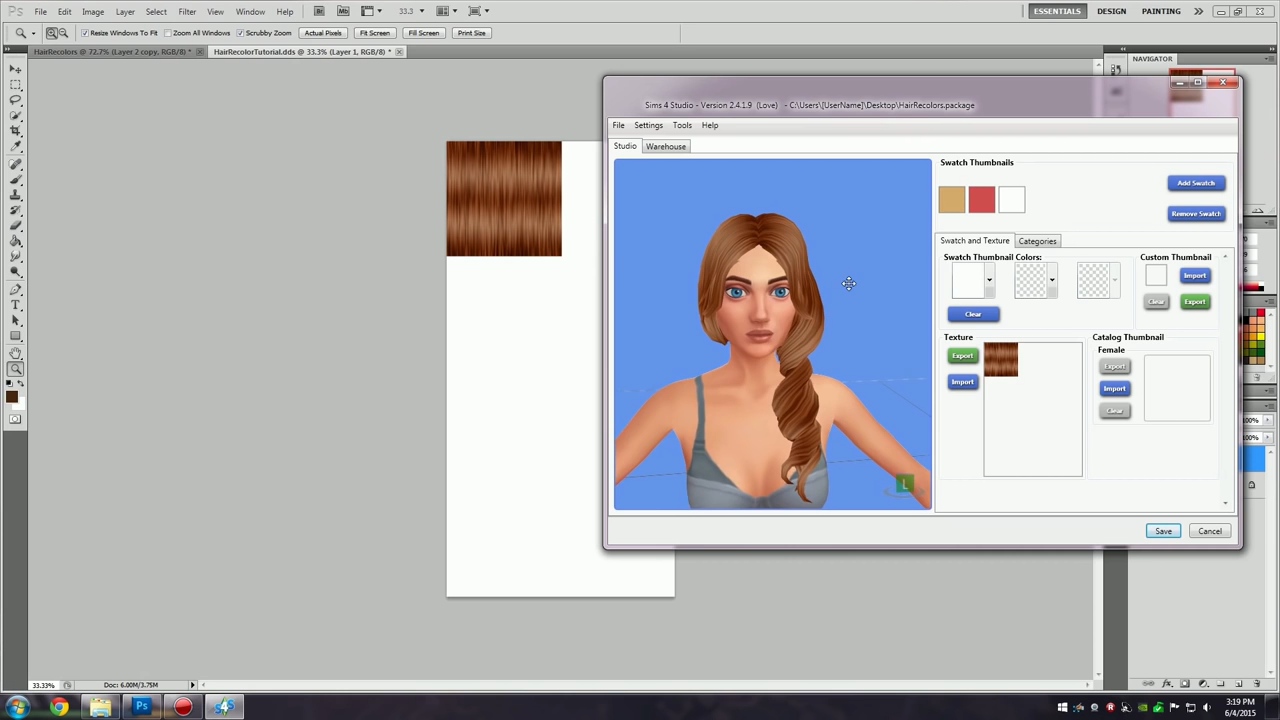 Ps File Edit Image Layer Select Filter View Window Help Br Mb 33.3 ESSENTIALS DESIGN PAINTING
Resize Windows To Fit Zoom All Windows Scrubby Zoom Actual Pixels Fit Screen Fill Screen Print Size
HairRecolors @ 72.7% (Layer 2 copy, RGB/8) * HairRecolorTutorial.dds @ 33.3% (Layer 1, RGB/8) *
NAVIGATOR
Sims 4 Studio - Version 2.4.1.9 (Love) - C:\Users\[UserName]\Desktop\HairRecolors.package
File Settings Tools Help
Studio Warehouse
Swatch Thumbnails
Add Swatch
Remove Swatch
Swatch and Texture Categories
Swatch Thumbnail Colors: Custom Thumbnail
Import
Clear Export
Clear
Texture Catalog Thumbnail
Female
Export Export
Import Import
Clear
L
Save Cancel
100%
100%
33.33% Doc: 6.00M/3.75M
Ps
3:19 PM
6/4/2015